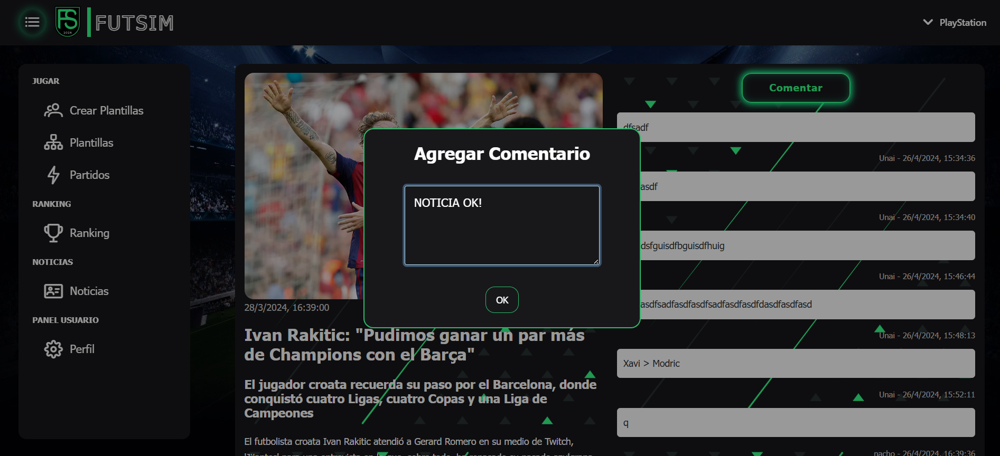 FS
2024
FUTSIM
PlayStation
JUGAR
Crear Plantillas
Plantillas
Partidos
RANKING
Ranking
NOTICIAS
Noticias
PANEL USUARIO
Perfil
28/3/2024, 16:39:00
Ivan Rakitic: "Pudimos ganar un par más
de Champions con el Barça"
El jugador croata recuerda su paso por el Barcelona, donde
conquistó cuatro Ligas, cuatro Copas y una Liga de
Campeones
El futbolista croata Ivan Rakitic atendió a Gerard Romero en su medio de Twitch,
Agregar Comentario
NOTICIA OK!
OK
Comentar
dfsadf
Unai - 26/4/2024, 15:34:36
asdf
Unai - 26/4/2024, 15:34:40
dsfguisdfbguisdfhuig
Unai - 26/4/2024, 15:46:44
asdfsadfasdfasdfsadfasdfasdfdasdfasdfasd
Unai - 26/4/2024, 15:48:13
Xavi > Modric
Unai - 26/4/2024, 15:52:11
q
nacho - 26/4/2024, 16:39:36